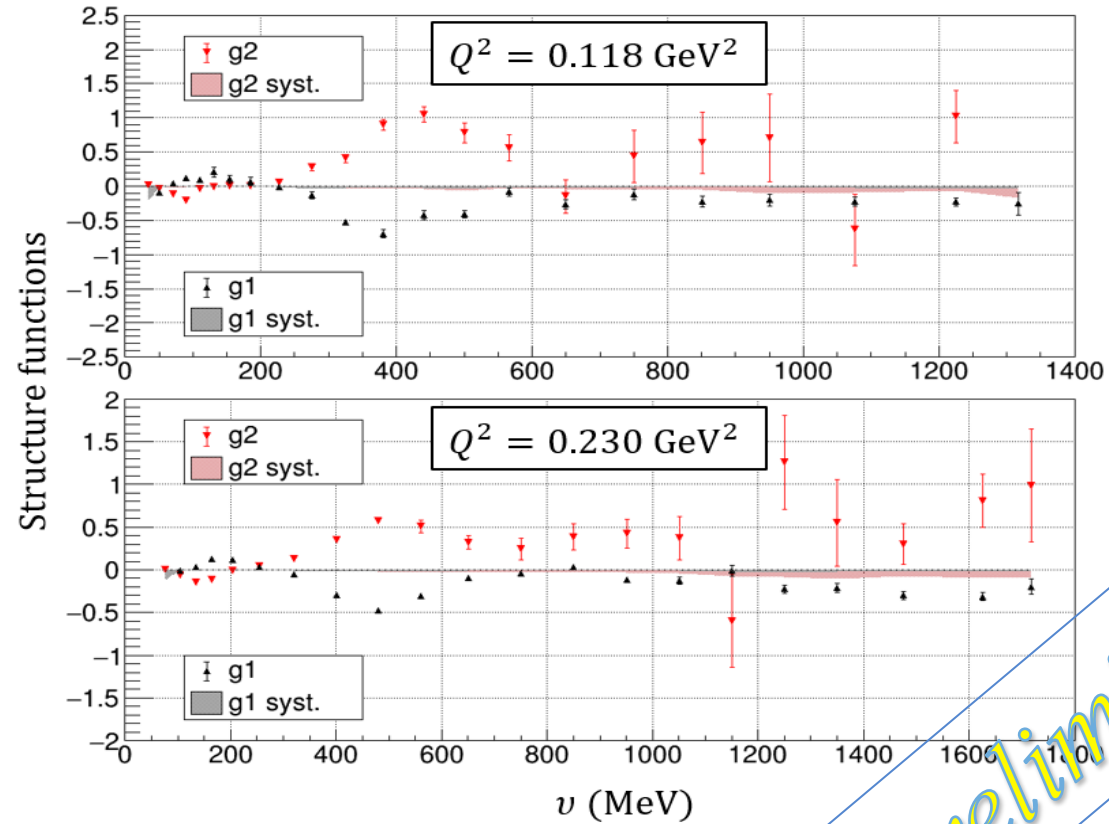 Structure functions
2.5
2
1.5
1
0.5
0
−0.5
−1
−1.5
−2
−2.5
g2
g2 syst.
Q² = 0.118 GeV²
g1
g1 syst.
0 200 400 600 800 1000 1200 1400
2
1.5
1
0.5
0
−0.5
−1
−1.5
−2
g2
g2 syst.
Q² = 0.230 GeV²
g1
g1 syst.
0 200 400 600 800 1000 1200 1400 1600
υ (MeV)